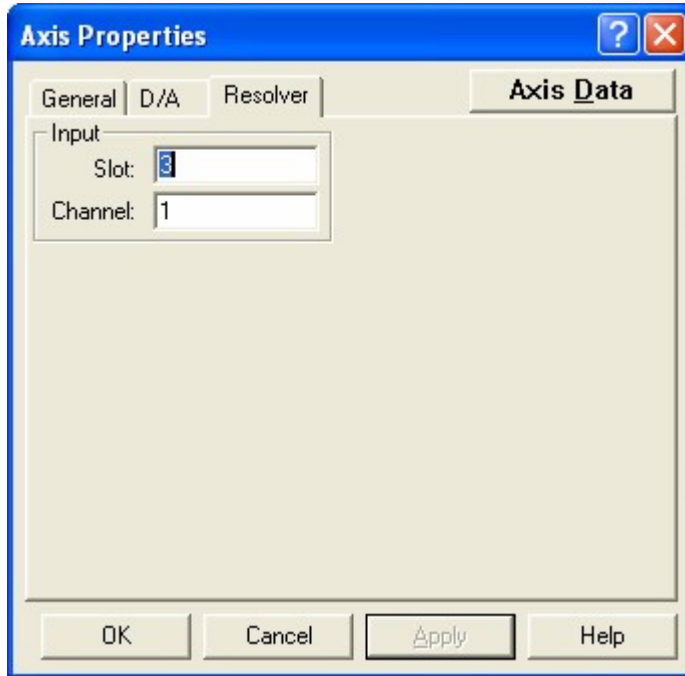 Axis Properties
?
General D/A Resolver Axis Data
Input
Slot: 3
Channel: 1
OK Cancel Apply Help